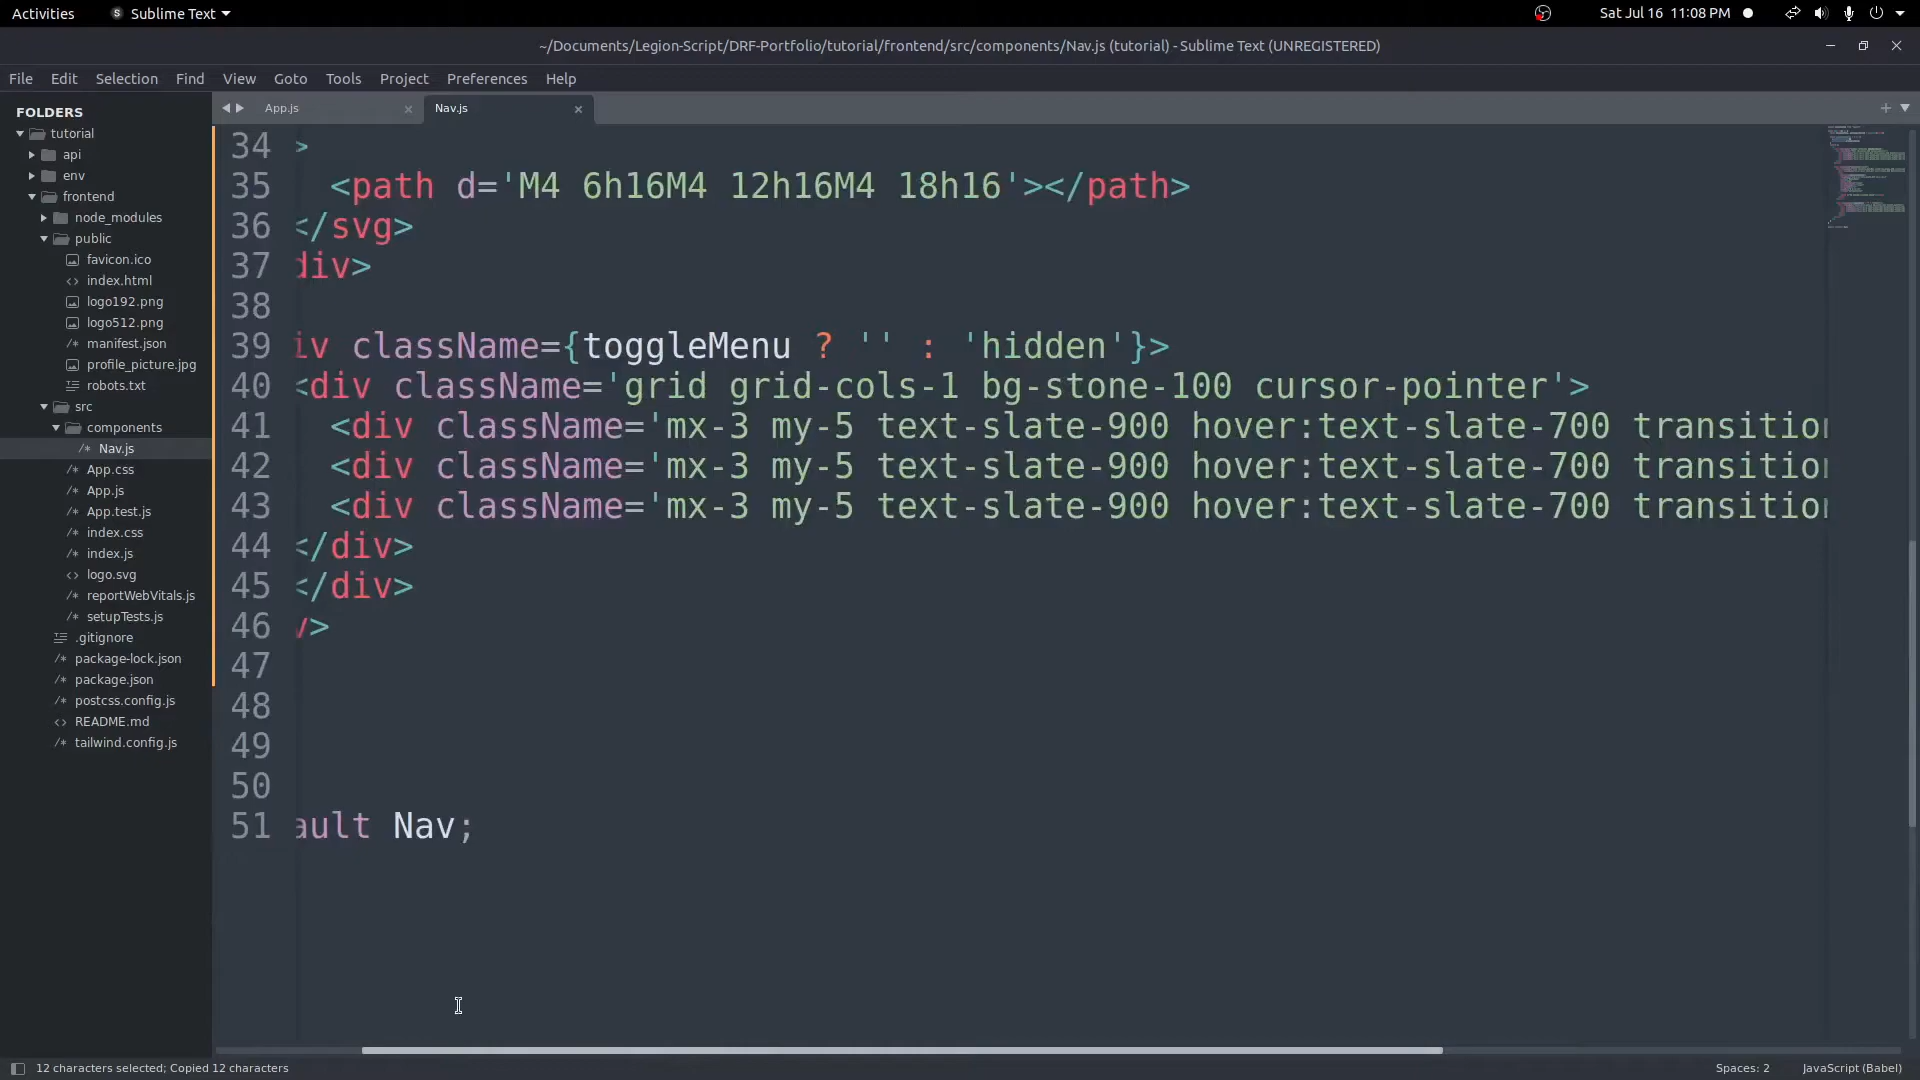 Activities
Sublime Text
Sat Jul 16 11:08 PM
~/Documents/Legion-Script/DRF-Portfolio/tutorial/frontend/src/components/Nav.js (tutorial) - Sublime Text (UNREGISTERED)
File Edit Selection Find View Goto Tools Project Preferences Help
FOLDERS
tutorial
api
env
frontend
node_modules
public
favicon.ico
index.html
logo192.png
logo512.png
manifest.json
profile_picture.jpg
robots.txt
src
components
Nav.js
App.css
App.js
App.test.js
index.css
index.js
logo.svg
reportWebVitals.js
setupTests.js
.gitignore
package-lock.json
package.json
postcss.config.js
README.md
tailwind.config.js
App.js
Nav.js
34 >
35 <path d='M4 6h16M4 12h16M4 18h16'></path>
36 </svg>
37 div>
38
39 iv className={toggleMenu ? '' : 'hidden'}>
40 <div className='grid grid-cols-1 bg-stone-100 cursor-pointer'>
41 <div className='mx-3 my-5 text-slate-900 hover:text-slate-700 transition
42 <div className='mx-3 my-5 text-slate-900 hover:text-slate-700 transition
43 <div className='mx-3 my-5 text-slate-900 hover:text-slate-700 transition
44 </div>
45 </div>
46 v>
47
48
49
50
51 ault Nav;
12 characters selected; Copied 12 characters
Spaces: 2
JavaScript (Babel)